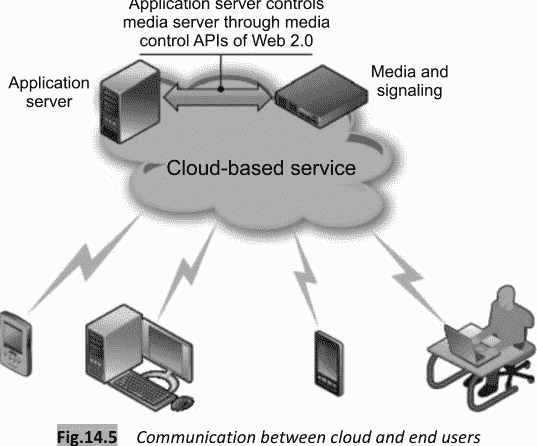 Application server controls
media server through media
control APIs of Web 2.0
Application
server
Media and
signaling
Cloud-based service
Fig.14.5 Communication between cloud and end users